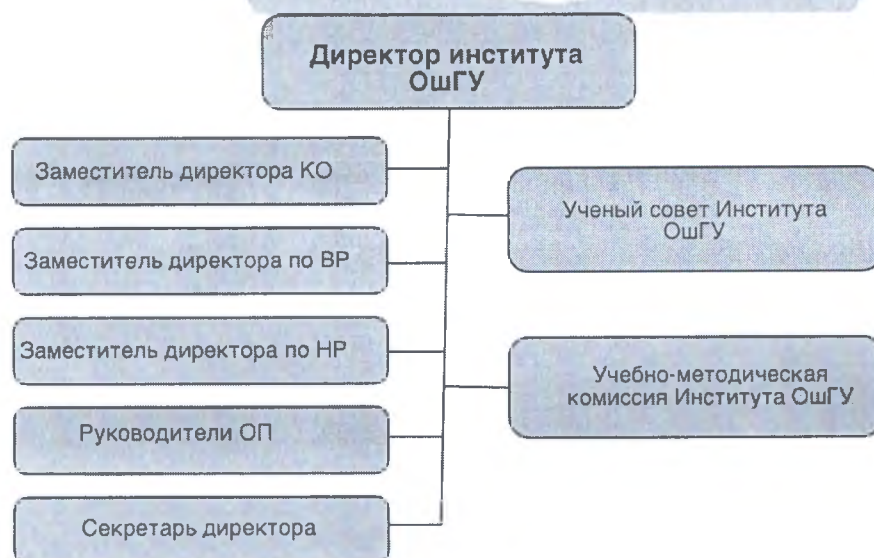 Директор института
ОшГУ
Заместитель директора КО
Заместитель директора по ВР
Заместитель директора по НР
Руководители ОП
Секретарь директора
Ученый совет Института
ОшГУ
Учебно-методическая
комиссия Института ОшГУ